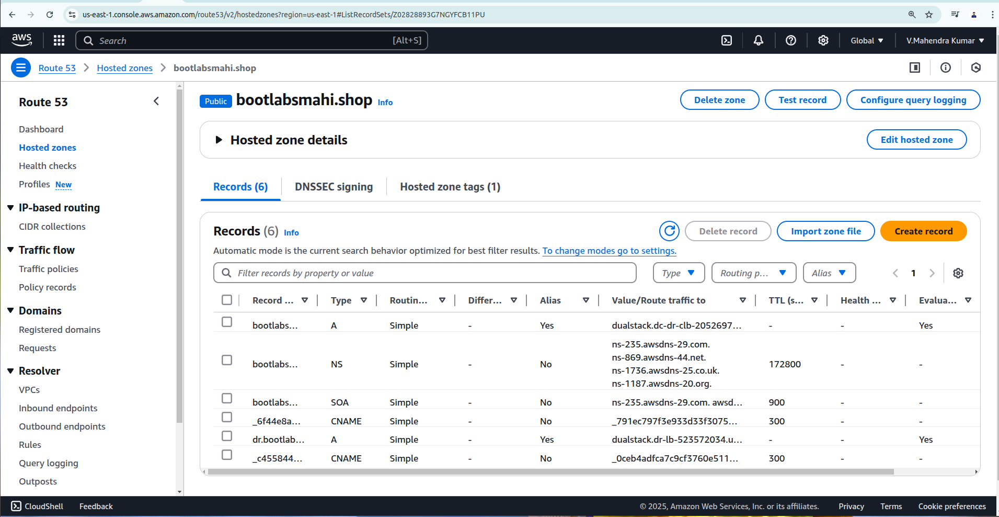 us-east-1.console.aws.amazon.com/route53/v2/hostedzones?region=us-east-1#ListRecordSets/Z02828893G7NGYFCB11PU
aws
Search
[Alt+S]
Global
V.Mahendra Kumar
Route 53
Hosted zones
bootlabsmahi.shop
Route 53
Dashboard
Hosted zones
Health checks
Profiles New
IP-based routing
CIDR collections
Traffic flow
Traffic policies
Policy records
Domains
Registered domains
Requests
Resolver
VPCs
Inbound endpoints
Outbound endpoints
Rules
Query logging
Outposts
Public bootlabsmahi.shop Info
Delete zone
Test record
Configure query logging
Hosted zone details
Edit hosted zone
Records (6)
DNSSEC signing
Hosted zone tags (1)
Records (6) Info
Delete record
Import zone file
Create record
Automatic mode is the current search behavior optimized for best filter results. To change modes go to settings.
Filter records by property or value
Type
Routing p...
Alias
1
Record ... Type Routin... Differ... Alias Value/Route traffic to TTL (s... Health ... Evalua...
bootlabs... A Simple - Yes dualstack.dc-dr-clb-2052697... - - Yes
ns-235.awsdns-29.com.
ns-869.awsdns-44.net.
bootlabs... NS Simple - No 172800 - -
ns-1736.awsdns-25.co.uk.
ns-1187.awsdns-20.org.
bootlabs... SOA Simple - No ns-235.awsdns-29.com. awsd... 900 - -
_6f44e8a... CNAME Simple - No _791ec797f3e933d33f3075... 300 - -
dr.bootlab... A Simple - Yes dualstack.dr-lb-523572034.u... - - Yes
_c455844... CNAME Simple - No _0ceb4adfca7c9cf3760e511... 300 - -
CloudShell
Feedback
© 2025, Amazon Web Services, Inc. or its affiliates.
Privacy
Terms
Cookie preferences